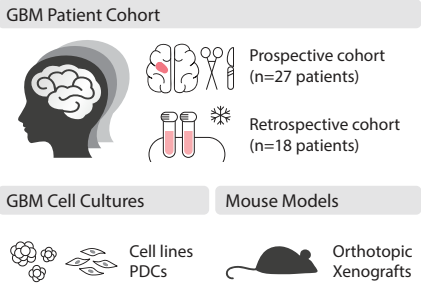 GBM Patient Cohort
Prospective cohort
(n=27 patients)
Retrospective cohort
(n=18 patients)
GBM Cell Cultures
Mouse Models
Cell lines
PDCs
Orthotopic
Xenografts